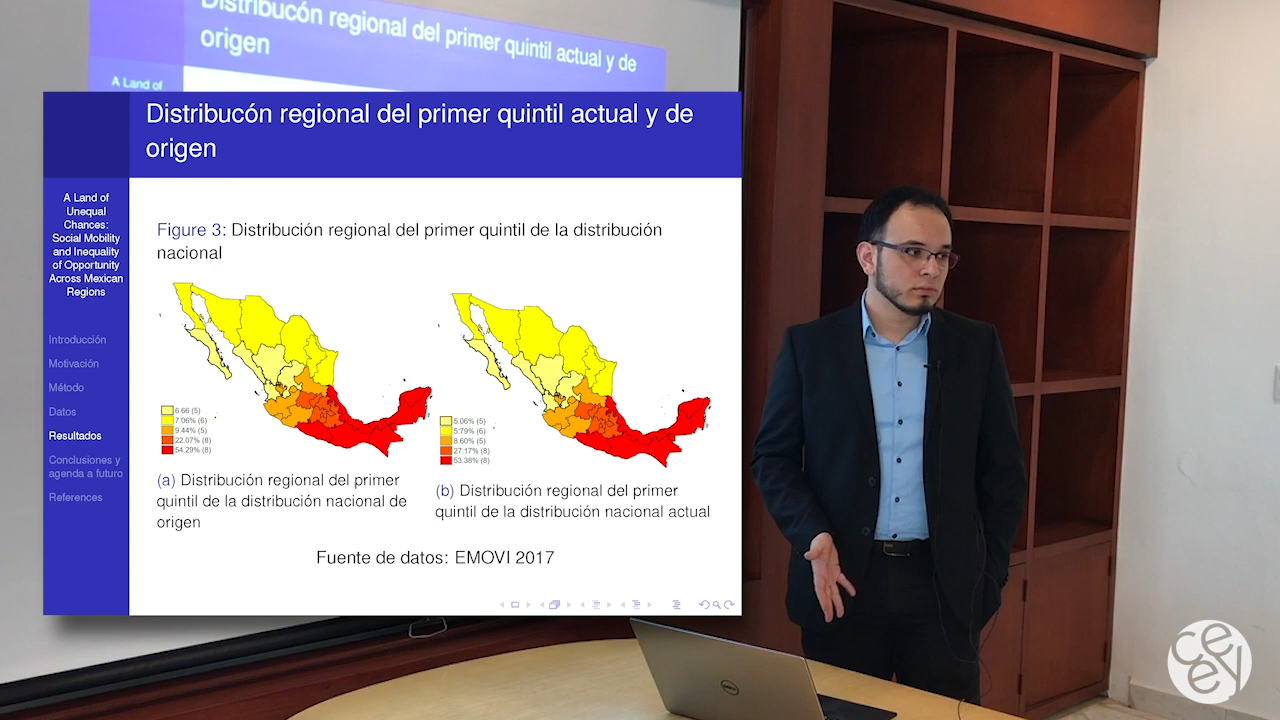 Distribucón regional del primer quintil actual y de
origen
A Land of
Distribucón regional del primer quintil actual y de
origen
A Land of
Unequal
Chances:
Social Mobility
and Inequality
of Opportunity
Across Mexican
Regions
Introducción
Motivación
Método
Datos
Resultados
Conclusiones y
agenda a futuro
References
Figure 3: Distribución regional del primer quintil de la distribución
nacional
6.66 (5)
7.06% (6)
9.44% (5)
22.07% (8)
54.29% (8)
(a) Distribución regional del primer
quintil de la distribución nacional de
origen
5.06% (5)
5.79% (6)
8.60% (5)
27.17% (8)
53.38% (8)
(b) Distribución regional del primer
quintil de la distribución nacional actual
Fuente de datos: EMOVI 2017
DELL
ceey